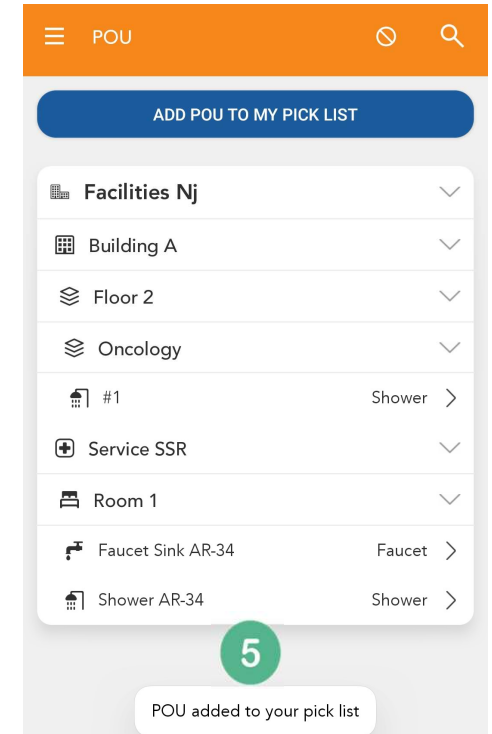 POU
ADD POU TO MY PICK LIST
Facilities Nj
Building A
Floor 2
Oncology
#1 Shower
Service SSR
Room 1
Faucet Sink AR-34 Faucet
Shower AR-34 Shower
5
POU added to your pick list